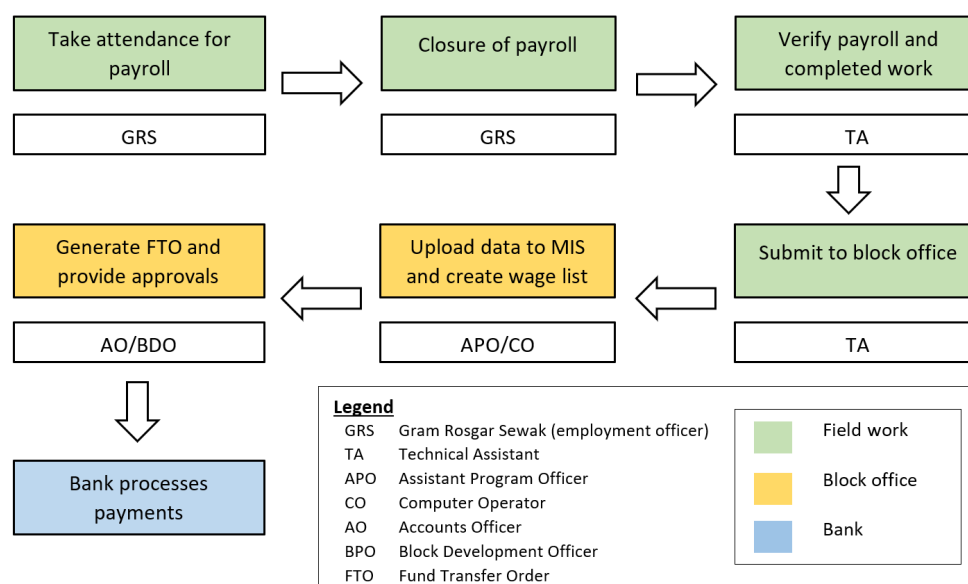 Take attendance for
payroll
GRS
Closure of payroll
GRS
Verify payroll and
completed work
TA
Submit to block office
TA
Upload data to MIS
and create wage list
APO/CO
Generate FTO and
provide approvals
AO/BDO
Bank processes
payments
Legend
GRS Gram Rosgar Sewak (employment officer)
TA Technical Assistant
APO Assistant Program Officer
CO Computer Operator
AO Accounts Officer
BPO Block Development Officer
FTO Fund Transfer Order
Field work
Block office
Bank